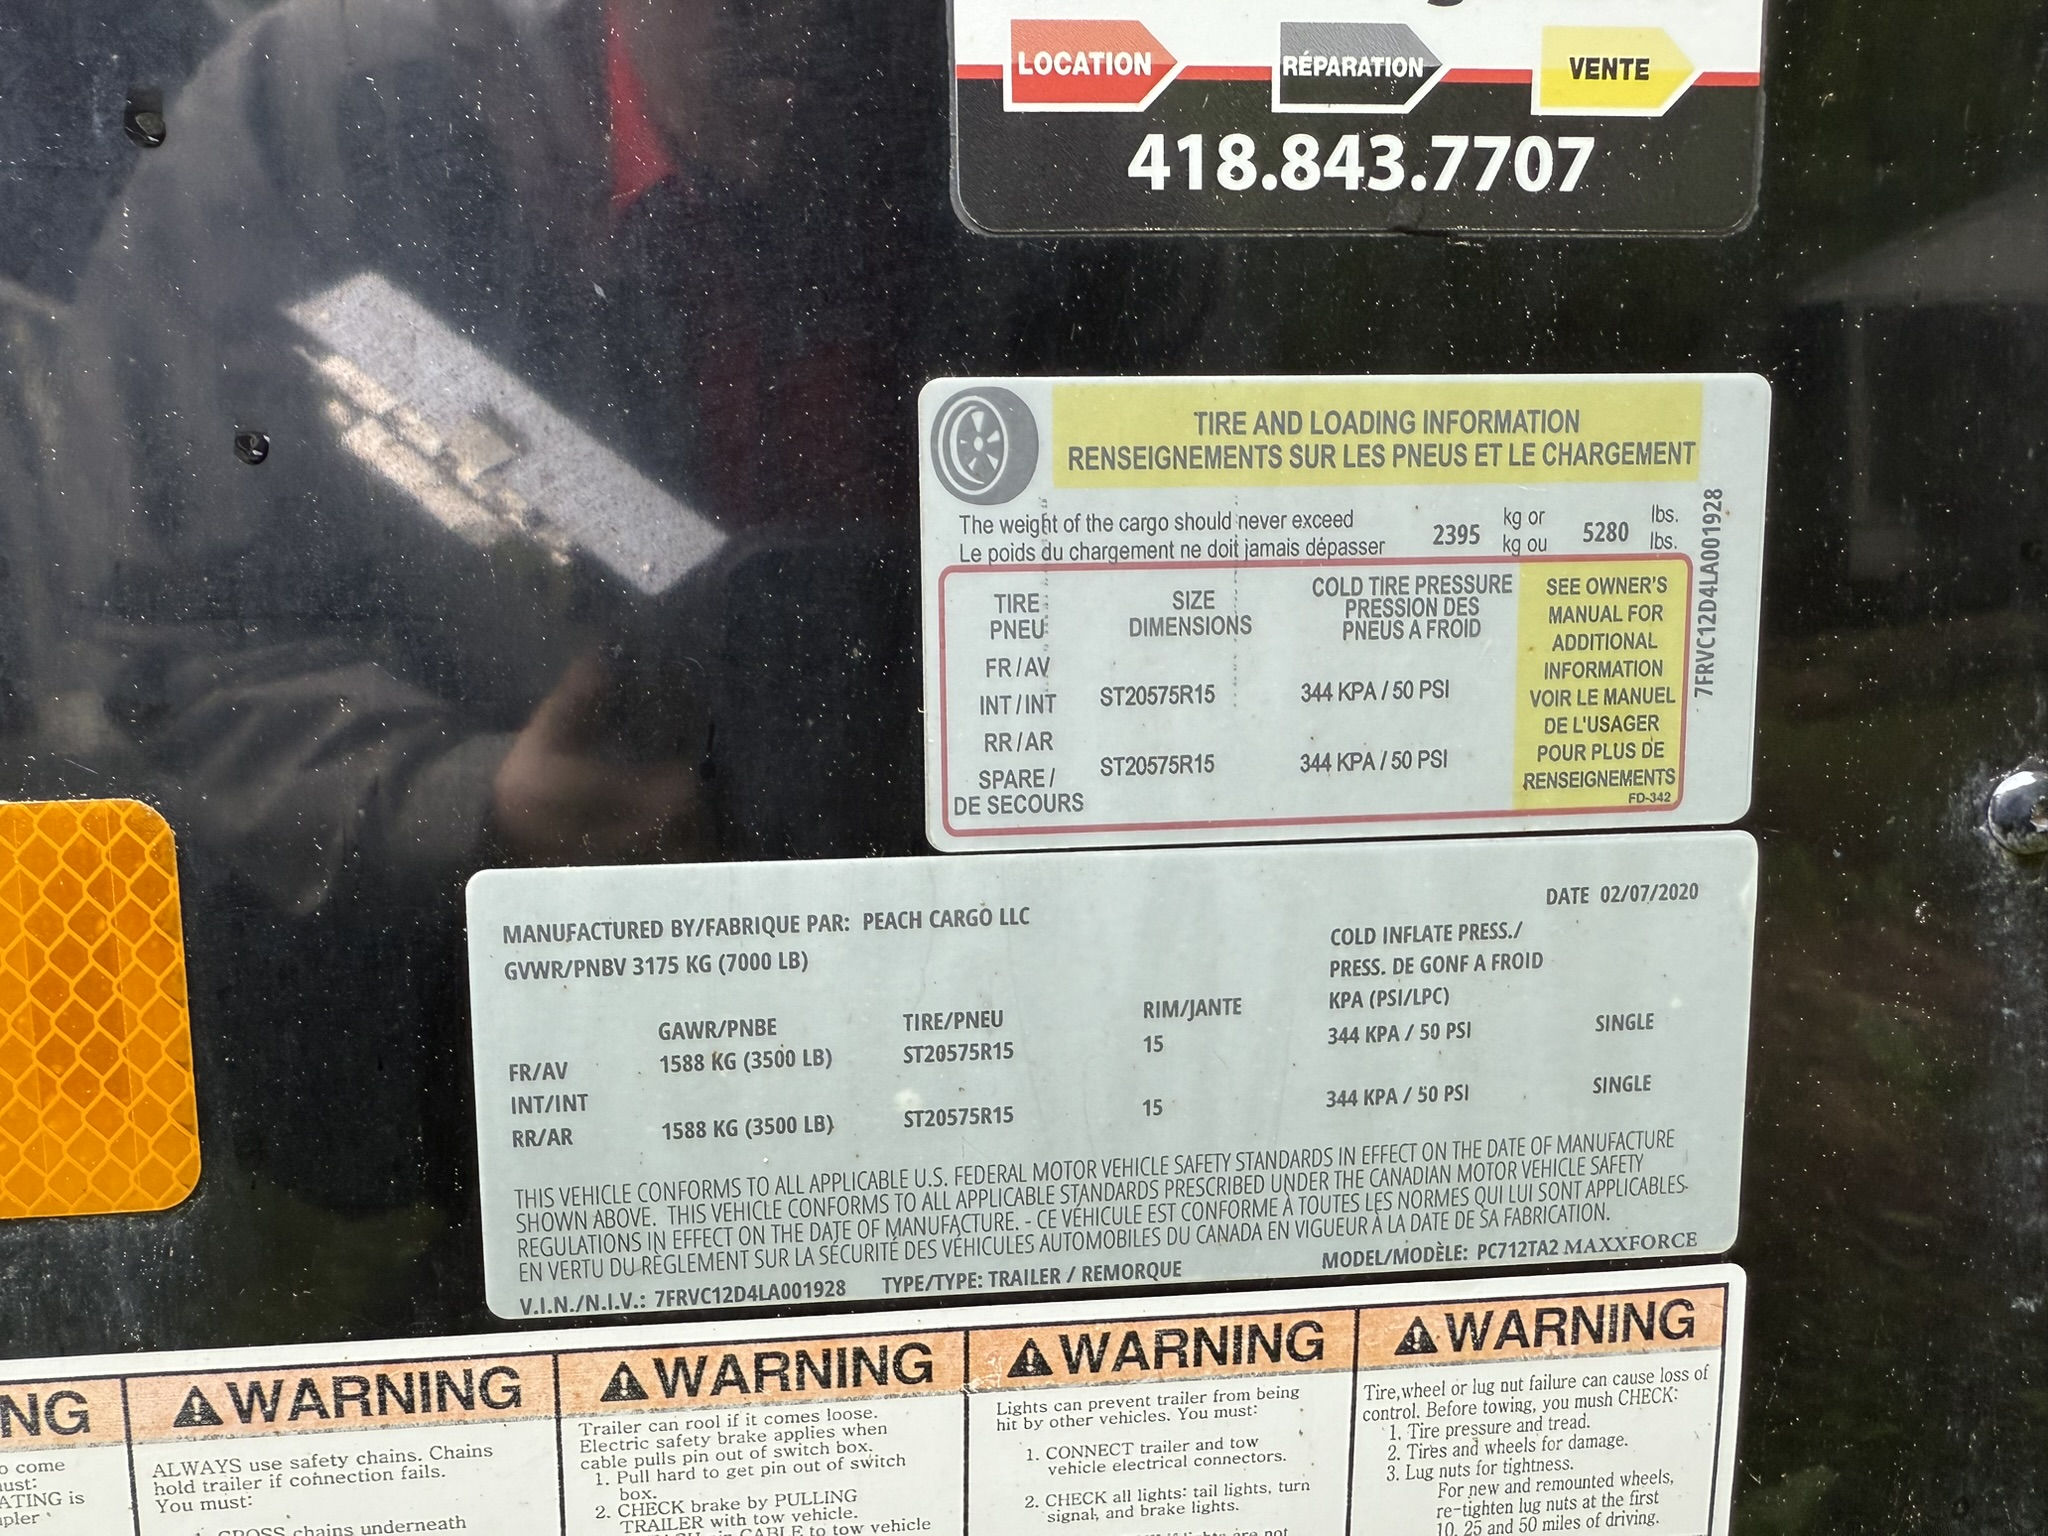 LOCATION
RÉPARATION
VENTE
418.843.7707
TIRE AND LOADING INFORMATION
RENSEIGNEMENTS SUR LES PNEUS ET LE CHARGEMENT
The weight of the cargo should never exceed
Le poids du chargement ne doit jamais dépasser
2395
kg or
kg ou
5280
lbs.
lbs.
7FRVC12D4LA001928
TIRE
PNEU
SIZE
DIMENSIONS
COLD TIRE PRESSURE
PRESSION DES
PNEUS A FROID
FR/AV
INT/INT
ST20575R15
344 KPA / 50 PSI
RR/AR
SPARE/
DE SECOURS
ST20575R15
344 KPA / 50 PSI
SEE OWNER'S
MANUAL FOR
ADDITIONAL
INFORMATION
VOIR LE MANUEL
DE L'USAGER
POUR PLUS DE
RENSEIGNEMENTS
FD-342
DATE 02/07/2020
MANUFACTURED BY/FABRIQUE PAR: PEACH CARGO LLC
GVWR/PNBV 3175 KG (7000 LB)
COLD INFLATE PRESS./
PRESS. DE GONF A FROID
KPA (PSI/LPC)
GAWR/PNBE
TIRE/PNEU
RIM/JANTE
FR/AV
1588 KG (3500 LB)
ST20575R15
15
344 KPA / 50 PSI
SINGLE
INT/INT
RR/AR
1588 KG (3500 LB)
ST20575R15
15
344 KPA / 50 PSI
SINGLE
THIS VEHICLE CONFORMS TO ALL APPLICABLE U.S. FEDERAL MOTOR VEHICLE SAFETY STANDARDS IN EFFECT ON THE DATE OF MANUFACTURE
SHOWN ABOVE. THIS VEHICLE CONFORMS TO ALL APPLICABLE STANDARDS PRESCRIBED UNDER THE CANADIAN MOTOR VEHICLE SAFETY
REGULATIONS IN EFFECT ON THE DATE OF MANUFACTURE. - CE VÉHICULE EST CONFORME À TOUTES LES NORMES QUI LUI SONT APPLICABLES
EN VERTU DU RÈGLEMENT SUR LA SÉCURITÉ DES VÉHICULES AUTOMOBILES DU CANADA EN VIGUEUR À LA DATE DE SA FABRICATION.
V.I.N./N.I.V.: 7FRVC12D4LA001928 TYPE/TYPE: TRAILER / REMORQUE MODEL/MODÈLE: PC712TA2 MAXXFORCE
NG
o come
ust:
ATING is
pler
WARNING
ALWAYS use safety chains. Chains
hold trailer if connection fails.
You must:
CROSS chains underneath
WARNING
Trailer can rool if it comes loose.
Electric safety brake applies when
cable pulls pin out of switch box.
1. Pull hard to get pin out of switch
box.
2. CHECK brake by PULLING
TRAILER with tow vehicle.
CABLE to tow vehicle
WARNING
Lights can prevent trailer from being
hit by other vehicles. You must:
1. CONNECT trailer and tow
vehicle electrical connectors.
2. CHECK all lights: tail lights, turn
signal, and brake lights.
WARNING
Tire,wheel or lug nut failure can cause loss of
control. Before towing, you mush CHECK:
1. Tire pressure and tread.
2. Tires and wheels for damage.
3. Lug nuts for tightness.
For new and remounted wheels,
re-tighten lug nuts at the first
10, 25 and 50 miles of driving.